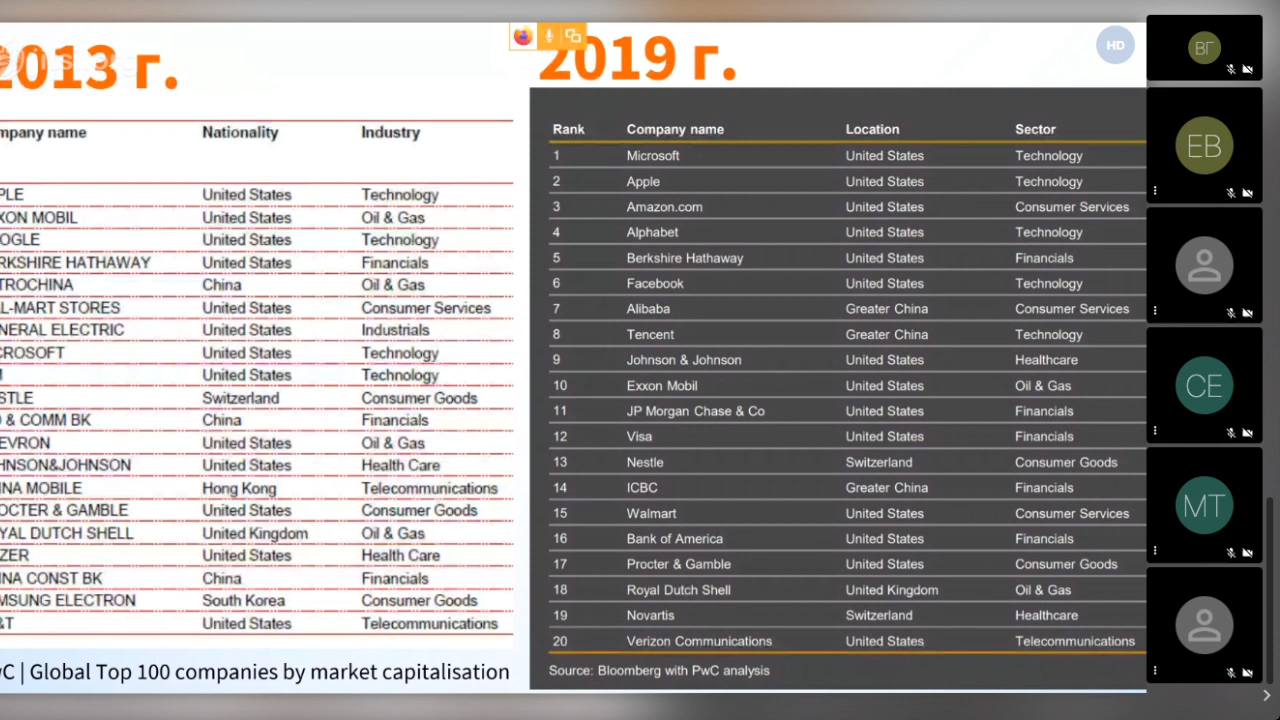 2013 г.
mpany name Nationality Industry
PLE United States Technology
XON MOBIL United States Oil & Gas
OGLE United States Technology
RKSHIRE HATHAWAY United States Financials
TROCHINA China Oil & Gas
L-MART STORES United States Consumer Services
NERAL ELECTRIC United States Industrials
CROSOFT United States Technology
M United States Technology
STLE Switzerland Consumer Goods
& COMM BK China Financials
EVRON United States Oil & Gas
HNSON&JOHNSON United States Health Care
INA MOBILE Hong Kong Telecommunications
OCTER & GAMBLE United States Consumer Goods
YAL DUTCH SHELL United Kingdom Oil & Gas
ZER United States Health Care
INA CONST BK China Financials
MSUNG ELECTRON South Korea Consumer Goods
&T United States Telecommunications
wC | Global Top 100 companies by market capitalisation
2019 г.
HD
Rank Company name Location Sector
1 Microsoft United States Technology
2 Apple United States Technology
3 Amazon.com United States Consumer Services
4 Alphabet United States Technology
5 Berkshire Hathaway United States Financials
6 Facebook United States Technology
7 Alibaba Greater China Consumer Services
8 Tencent Greater China Technology
9 Johnson & Johnson United States Healthcare
10 Exxon Mobil United States Oil & Gas
11 JP Morgan Chase & Co United States Financials
12 Visa United States Financials
13 Nestle Switzerland Consumer Goods
14 ICBC Greater China Financials
15 Walmart United States Consumer Services
16 Bank of America United States Financials
17 Procter & Gamble United States Consumer Goods
18 Royal Dutch Shell United Kingdom Oil & Gas
19 Novartis Switzerland Healthcare
20 Verizon Communications United States Telecommunications
Source: Bloomberg with PwC analysis
ВГ
ЕВ
СЕ
МТ